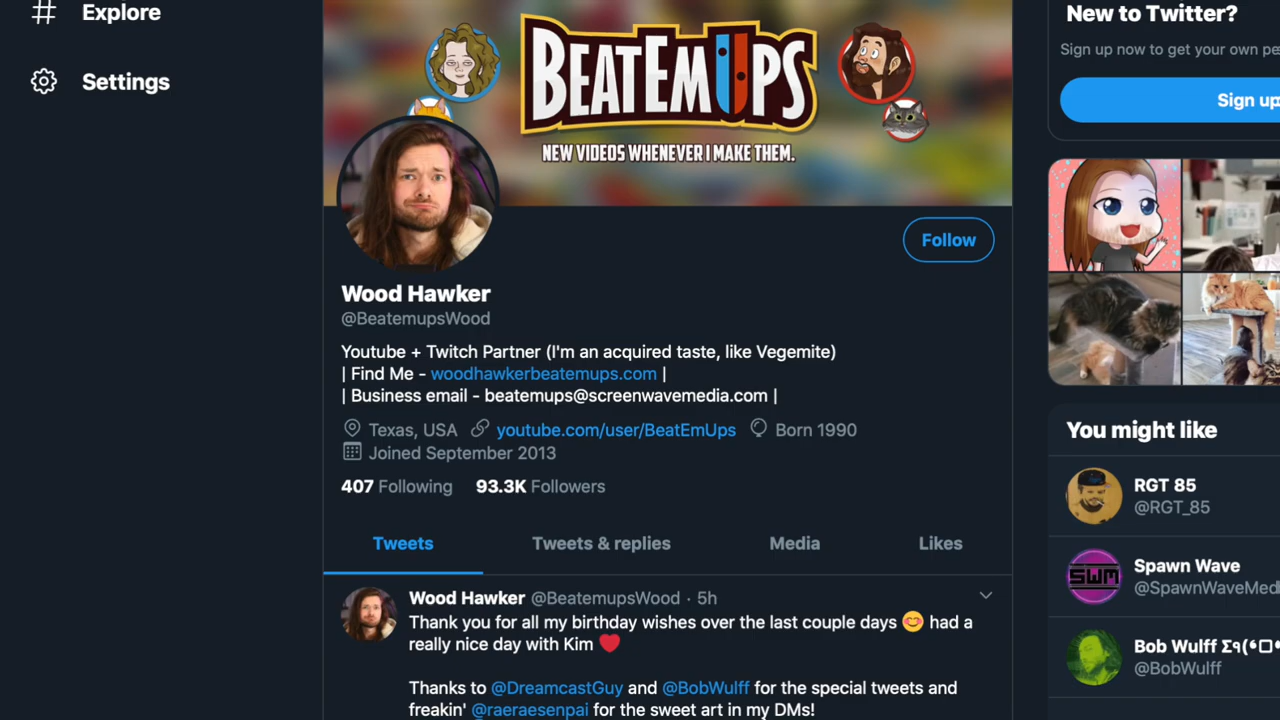 Explore
Settings
BEATEMUPS
NEW VIDEOS WHENEVER I MAKE THEM.
Follow
Wood Hawker
@BeatemupsWood
Youtube + Twitch Partner (I'm an acquired taste, like Vegemite)
| Find Me - woodhawkerbeatemups.com |
| Business email - beatemups@screenwavemedia.com |
Texas, USA youtube.com/user/BeatEmUps Born 1990
Joined September 2013
407 Following 93.3K Followers
Tweets Tweets & replies Media Likes
Wood Hawker @BeatemupsWood · 5h
Thank you for all my birthday wishes over the last couple days 😊 had a
really nice day with Kim ❤️
Thanks to @DreamcastGuy and @BobWulff for the special tweets and
freakin' @raeraesenpai for the sweet art in my DMs!
New to Twitter?
Sign up now to get your own
Sign up
You might like
RGT 85
@RGT_85
SWM
Spawn Wave
@SpawnWaveMed
Bob Wulff
@BobWulff